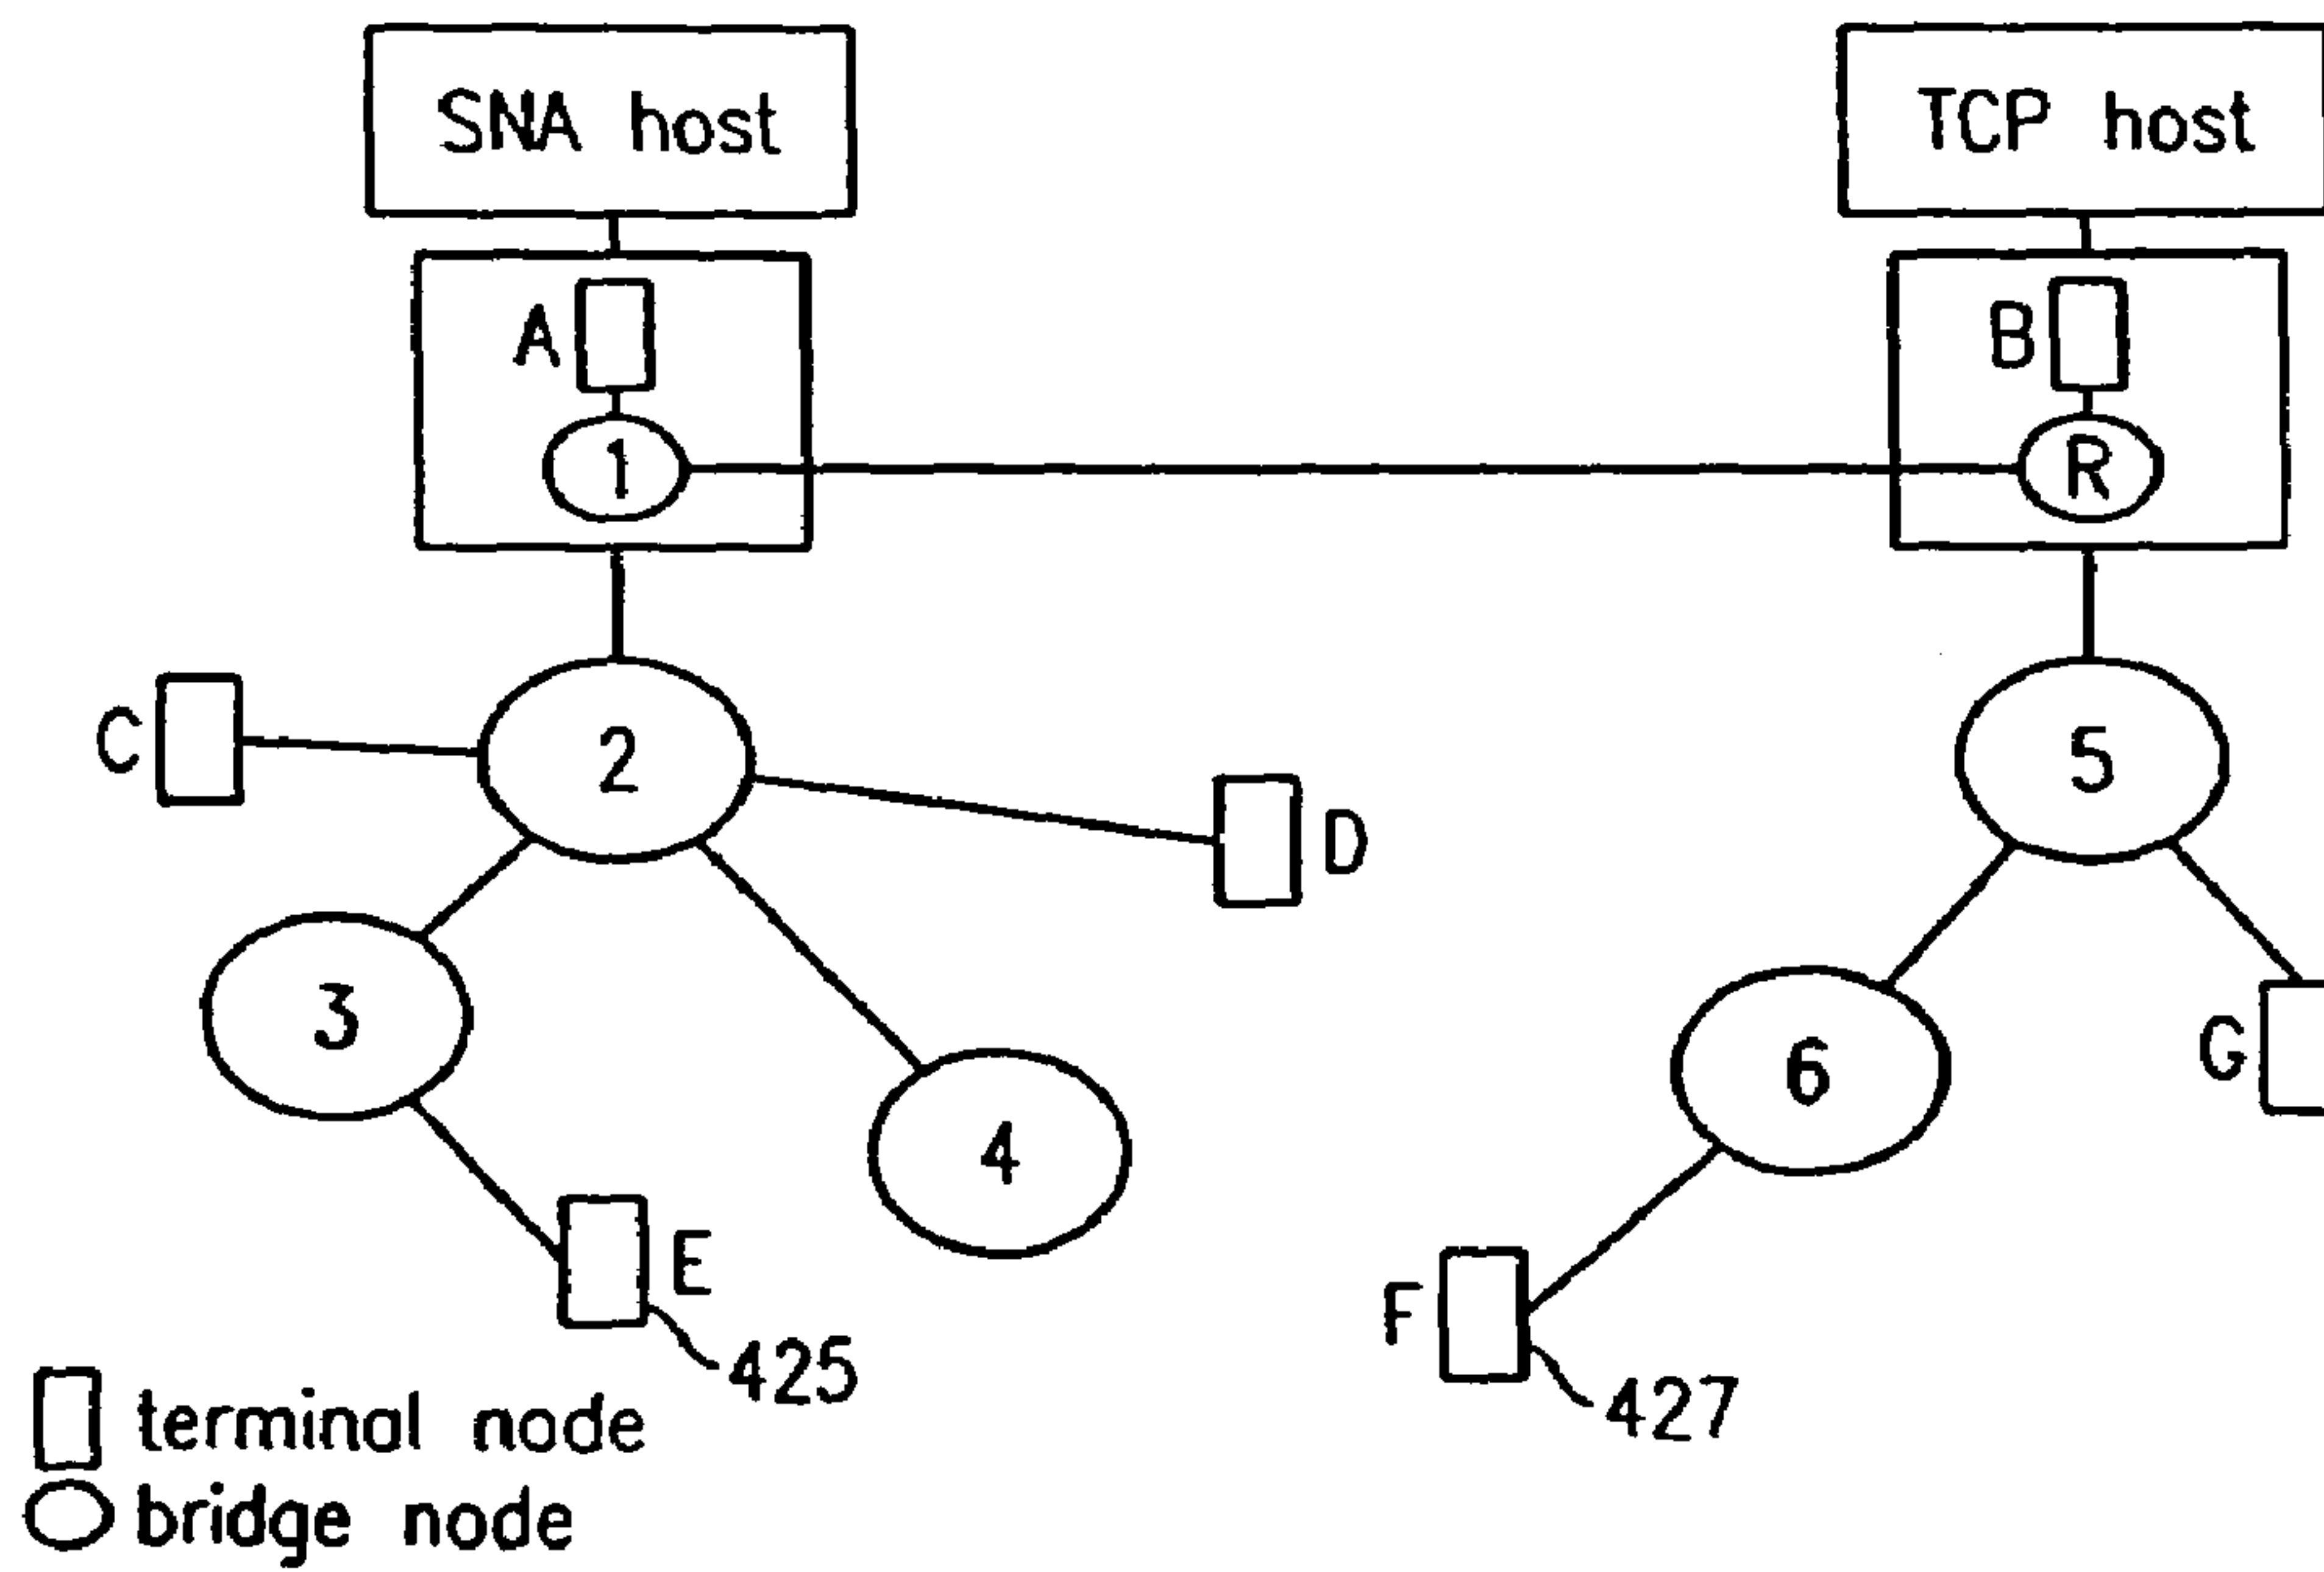 SNA host
TCP host
A
B
1
R
C
2
D
5
3
4
6
G
E
425
F
427
terminal node
bridge node